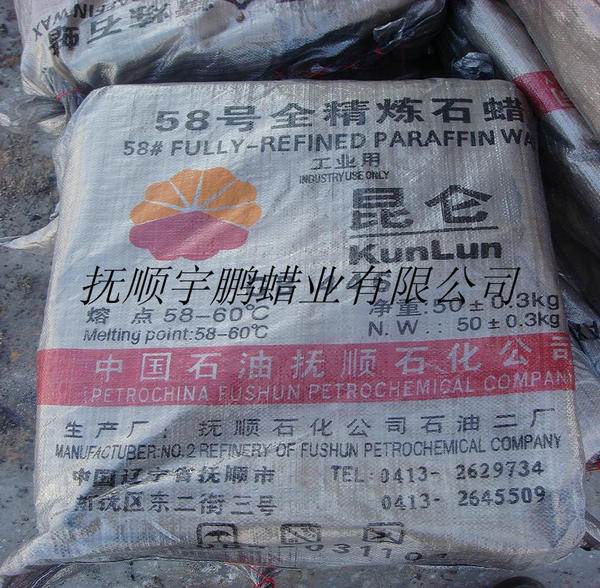 石炼
AFFINWAX
58号全精炼石蜡
58# FULLY-REFINED PARAFFIN WA
工业用
INDUSTRY USE ONLY
昆仑
KunLun
抚顺宇鹏蜡业有限公司
熔点 58-60℃
净重:50±0.3kg
Melting point:58-60℃
N.W.:50±0.3kg
中国石油抚顺石化公司
PETROCHINA FUSHUN PETROCHEMICAL COMPAN
生产厂: 抚顺石化公司石油二厂
MANUFACTURER:NO.2 REFINERY OF FUSHUN PETROCHEMICAL COMPANY
中国辽宁省抚顺市
TEL:0413-2629734
新抚区东二街三号
0413-2645509